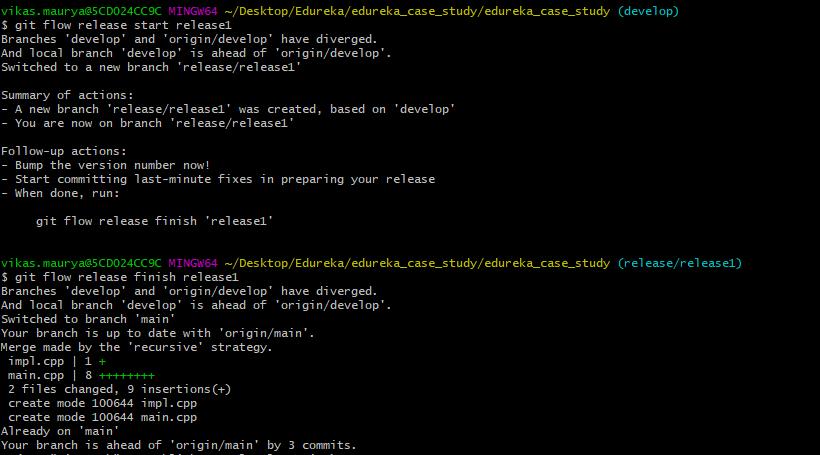 vikas.maurya@5CD024CC9C MINGW64 ~/Desktop/Edureka/edureka_case_study/edureka_case_study (develop)
$ git flow release start release1
Branches 'develop' and 'origin/develop' have diverged.
And local branch 'develop' is ahead of 'origin/develop'.
Switched to a new branch 'release/release1'

Summary of actions:
- A new branch 'release/release1' was created, based on 'develop'
- You are now on branch 'release/release1'

Follow-up actions:
- Bump the version number now!
- Start committing last-minute fixes in preparing your release
- When done, run:

     git flow release finish 'release1'

vikas.maurya@5CD024CC9C MINGW64 ~/Desktop/Edureka/edureka_case_study/edureka_case_study (release/release1)
$ git flow release finish release1
Branches 'develop' and 'origin/develop' have diverged.
And local branch 'develop' is ahead of 'origin/develop'.
Switched to branch 'main'
Your branch is up to date with 'origin/main'.
Merge made by the 'recursive' strategy.
 impl.cpp | 1 +
 main.cpp | 8 ++++++++
 2 files changed, 9 insertions(+)
 create mode 100644 impl.cpp
 create mode 100644 main.cpp
Already on 'main'
Your branch is ahead of 'origin/main' by 3 commits.